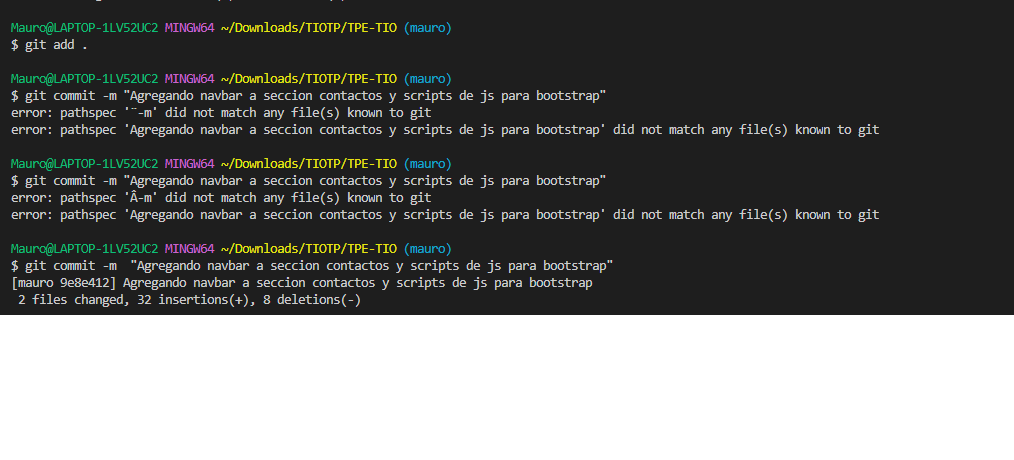 Mauro@LAPTOP-1LV52UC2 MINGW64 ~/Downloads/TIOTP/TPE-TIO (mauro)
$ git add .
Mauro@LAPTOP-1LV52UC2 MINGW64 ~/Downloads/TIOTP/TPE-TIO (mauro)
$ git commit -m "Agregando navbar a seccion contactos y scripts de js para bootstrap"
error: pathspec '¨-m' did not match any file(s) known to git
error: pathspec 'Agregando navbar a seccion contactos y scripts de js para bootstrap' did not match any file(s) known to git
Mauro@LAPTOP-1LV52UC2 MINGW64 ~/Downloads/TIOTP/TPE-TIO (mauro)
$ git commit -m "Agregando navbar a seccion contactos y scripts de js para bootstrap"
error: pathspec 'Â-m' did not match any file(s) known to git
error: pathspec 'Agregando navbar a seccion contactos y scripts de js para bootstrap' did not match any file(s) known to git
Mauro@LAPTOP-1LV52UC2 MINGW64 ~/Downloads/TIOTP/TPE-TIO (mauro)
$ git commit -m  "Agregando navbar a seccion contactos y scripts de js para bootstrap"
[mauro 9e8e412] Agregando navbar a seccion contactos y scripts de js para bootstrap
 2 files changed, 32 insertions(+), 8 deletions(-)